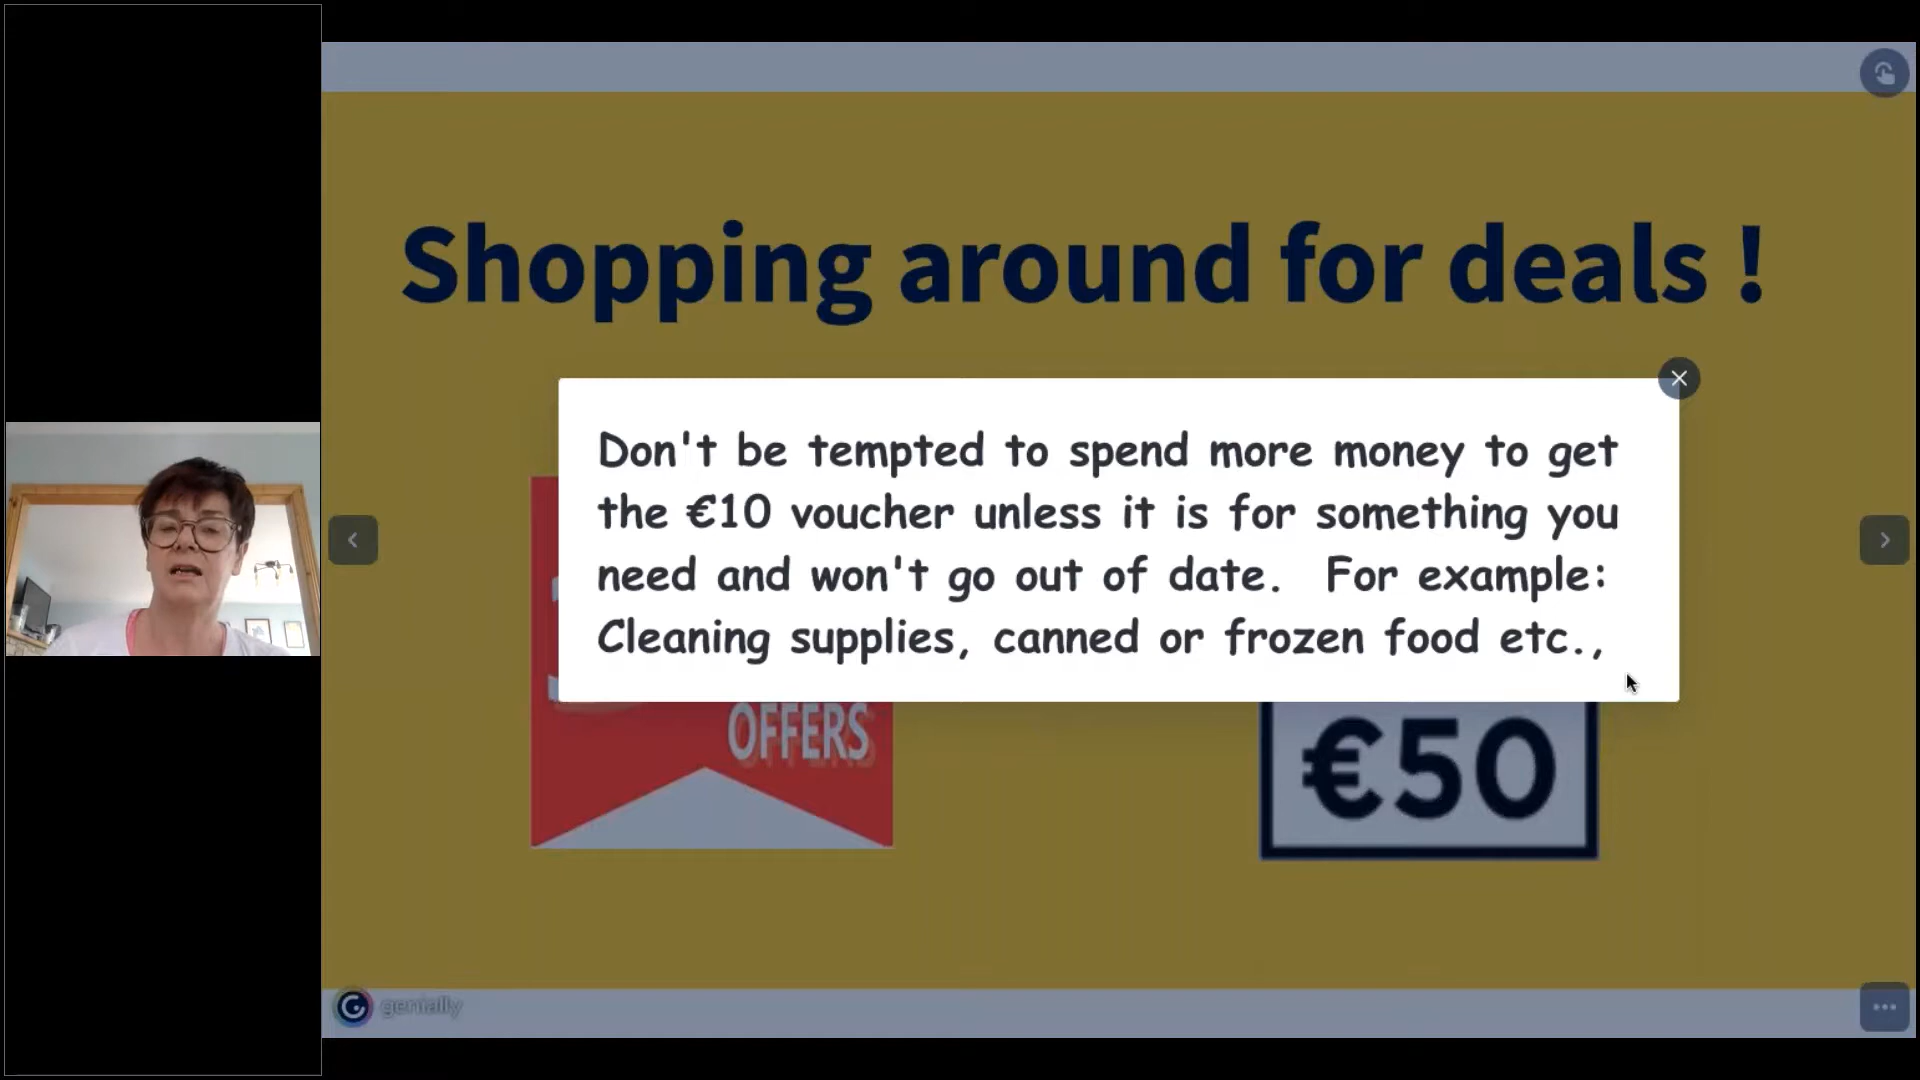 Shopping around for deals !
Don't be tempted to spend more money to get
the €10 voucher unless it is for something you
need and won't go out of date. For example:
Cleaning supplies, canned or frozen food etc.,
OFFERS
€50
genially